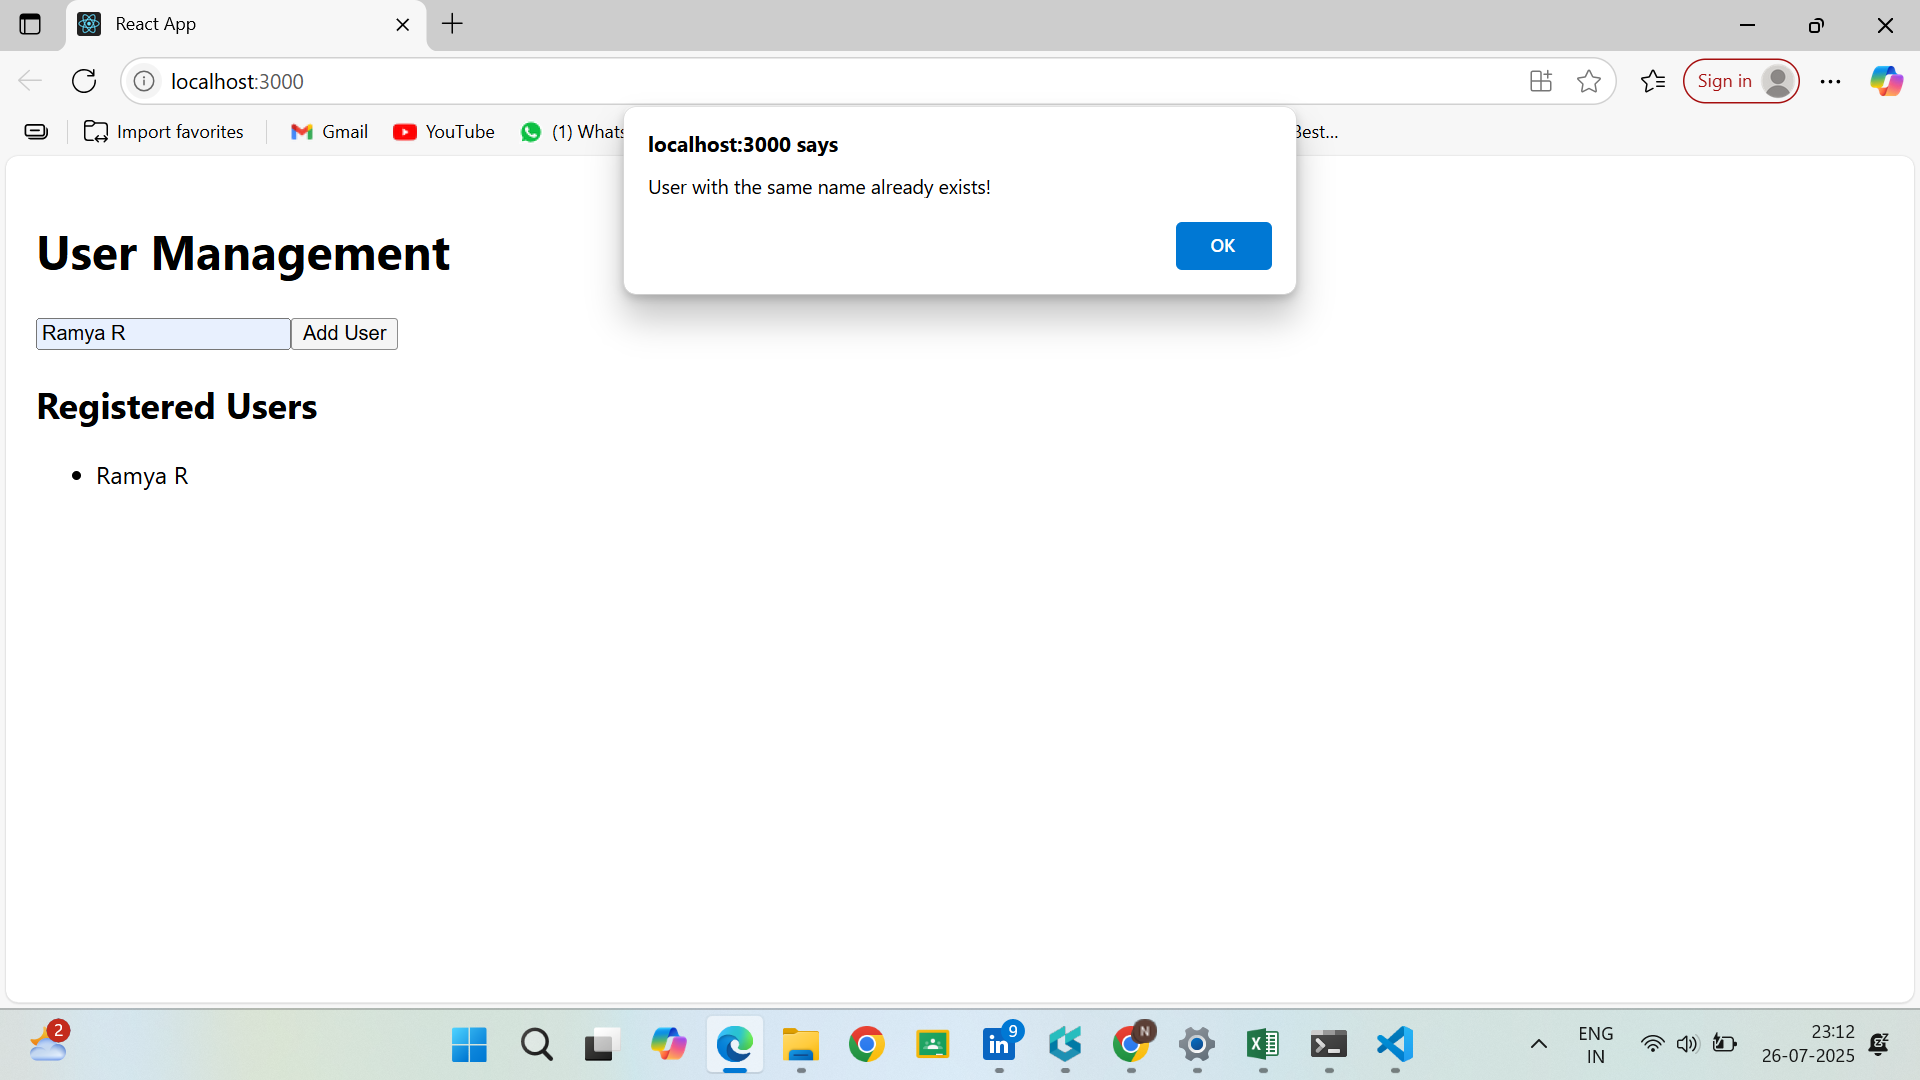 React App
localhost:3000
Sign in
Import favorites
Gmail
YouTube
(1) Whats
Best...
localhost:3000 says
User with the same name already exists!
OK
User Management
Ramya R
Add User
Registered Users
• Ramya R
2
9
in
N
ENG
IN
23:12
26-07-2025